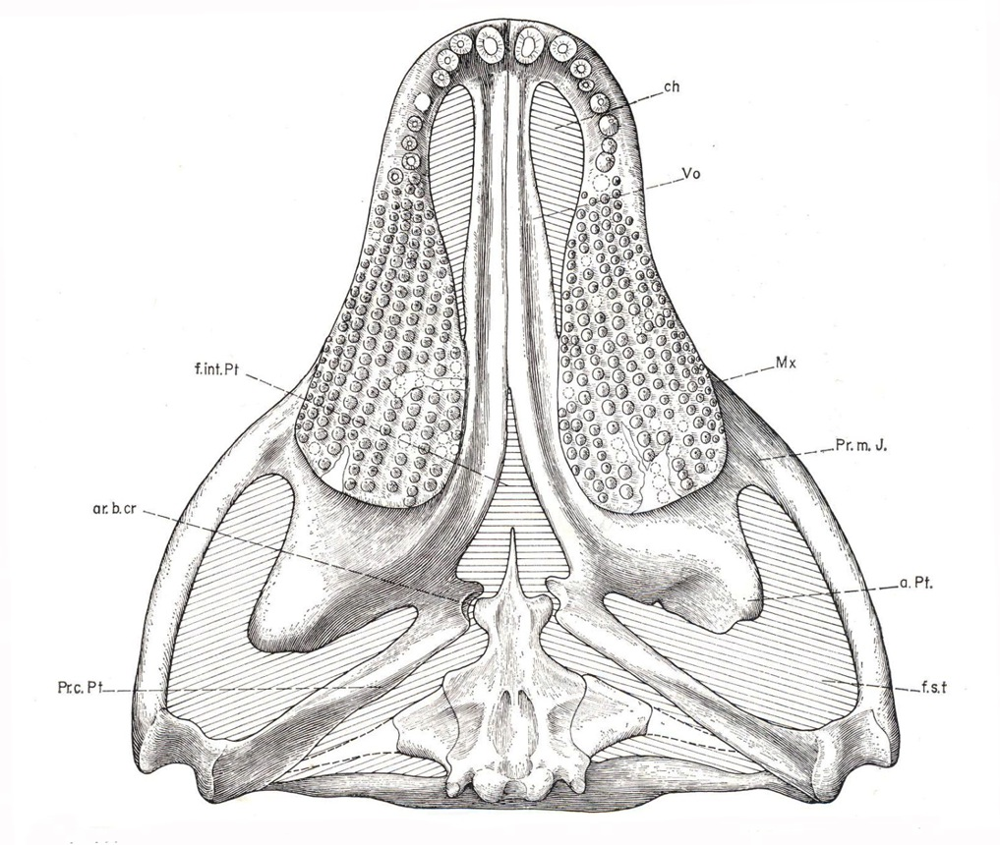 ch
Vo
f.int.Pt
Mx
Pr. m. J.
ar. b. cr
a. Pt.
Pr.c. Pt
f.s.t